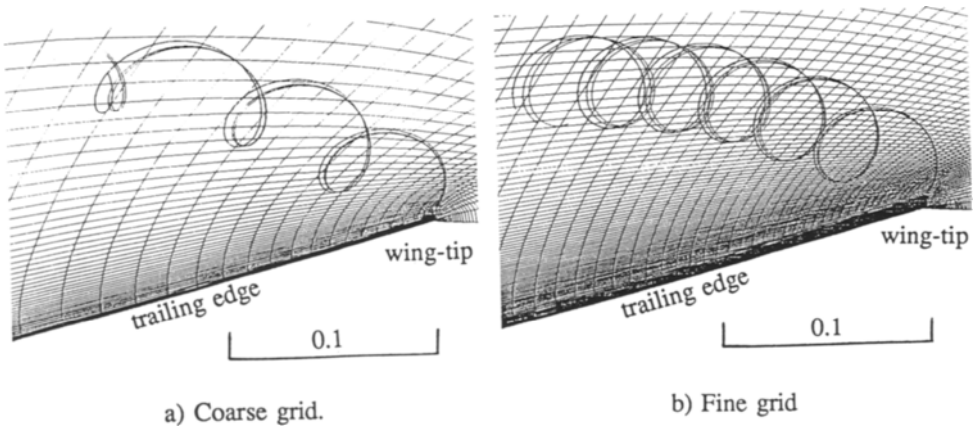 wing-tip
trailing edge
0.1
a) Coarse grid.
wing-tip
trailing edge
0.1
b) Fine grid